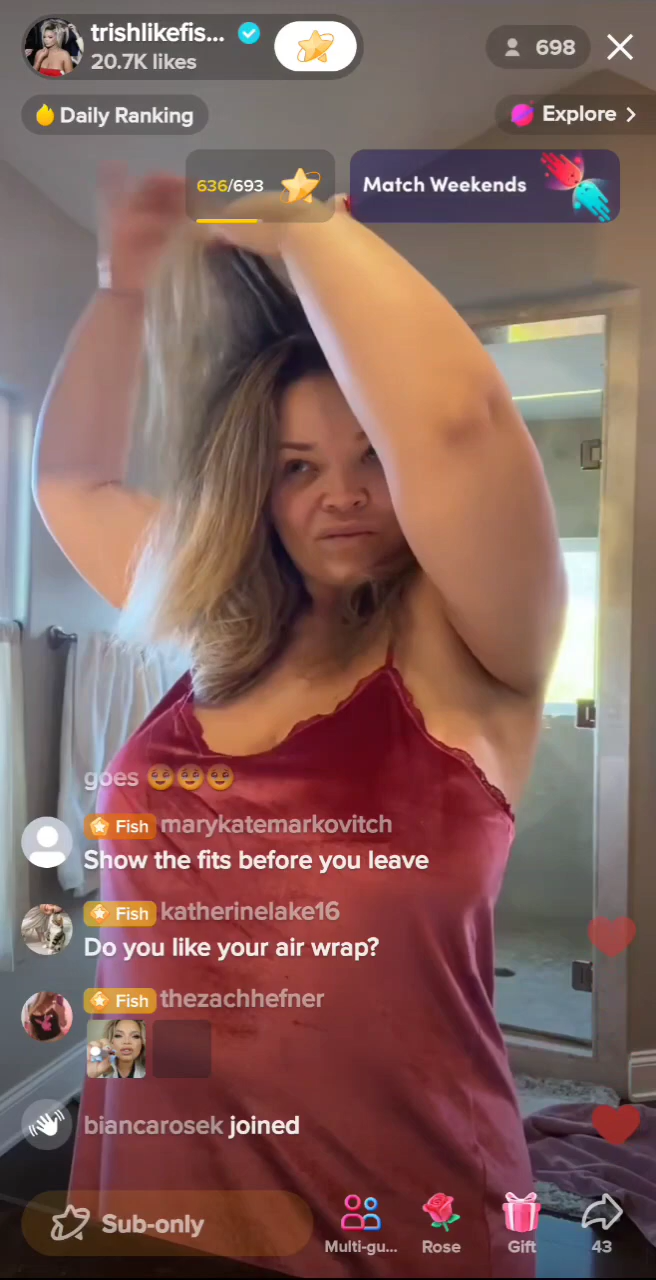 trishlikefis...
20.7K likes
698
Daily Ranking
Explore >
636/693
Match Weekends
goes 🥹🥹🥹
Fish marykatemarkovitch
Show the fits before you leave
Fish katherinelake16
Do you like your air wrap?
Fish thezachhefner
biancarosek joined
Sub-only
Multi-gu...
Rose
Gift
43